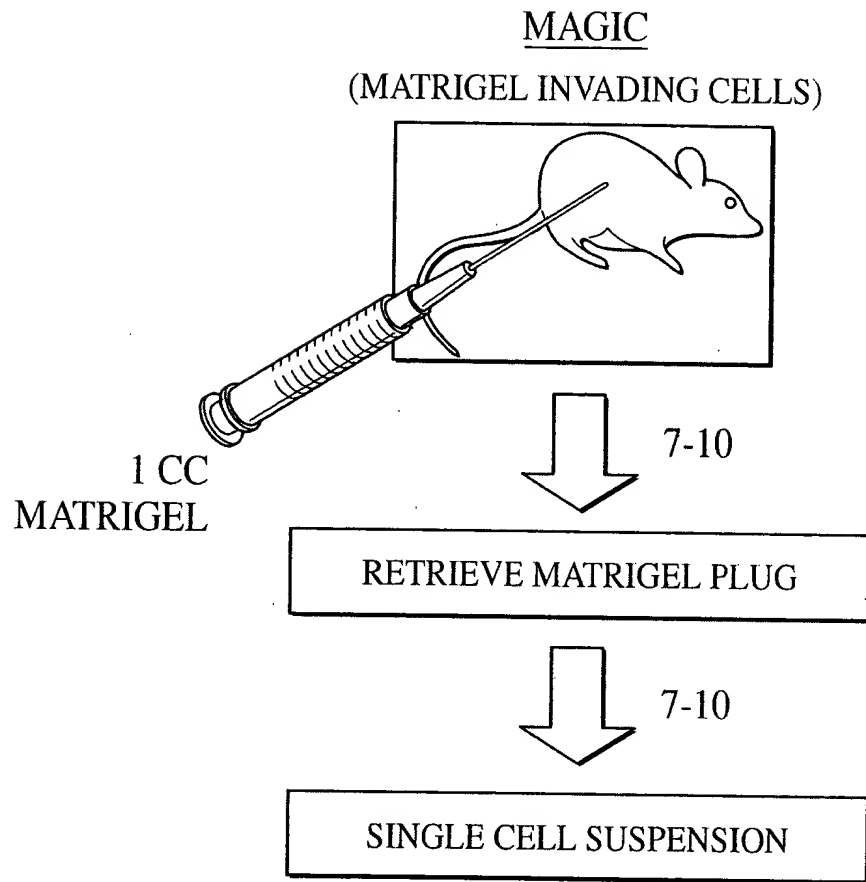 MAGIC
(MATRIGEL INVADING CELLS)
1 CC
MATRIGEL
7-10
RETRIEVE MATRIGEL PLUG
7-10
SINGLE CELL SUSPENSION